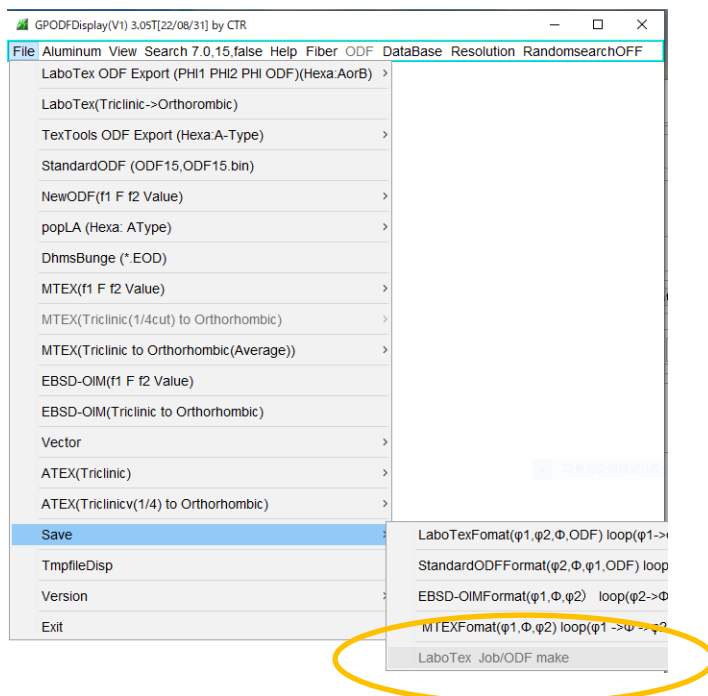 GPODFDisplay(V1) 3.05T[22/08/31] by CTR
File Aluminum View Search 7.0,15,false Help Fiber ODF DataBase Resolution RandomsearchOFF
LaboTex ODF Export (PHI1 PHI2 PHI ODF)(Hexa:AorB)
LaboTex(Triclinic->Orthorombic)
TexTools ODF Export (Hexa:A-Type)
StandardODF (ODF15,ODF15.bin)
NewODF(f1 F f2 Value)
popLA (Hexa: AType)
DhmsBunge (*.EOD)
MTEX(f1 F f2 Value)
MTEX(Triclinic(1/4cut) to Orthorhombic)
MTEX(Triclinic to Orthorhombic(Average))
EBSD-OIM(f1 F f2 Value)
EBSD-OIM(Triclinic to Orthorhombic)
Vector
ATEX(Triclinic)
ATEX(Triclinicv(1/4) to Orthorhombic)
Save
LaboTexFomat(φ1,φ2,Φ,ODF) loop(φ1->
TmpfileDisp
StandardODFFormat(φ2,Φ,φ1,ODF) loop
Version
EBSD-OIMFormat(φ1,Φ,φ2) loop(φ2->Φ
Exit
MTEXFomat(φ1,Φ,φ2) loop(φ1 ->Φ ->φ2
LaboTex Job/ODF make